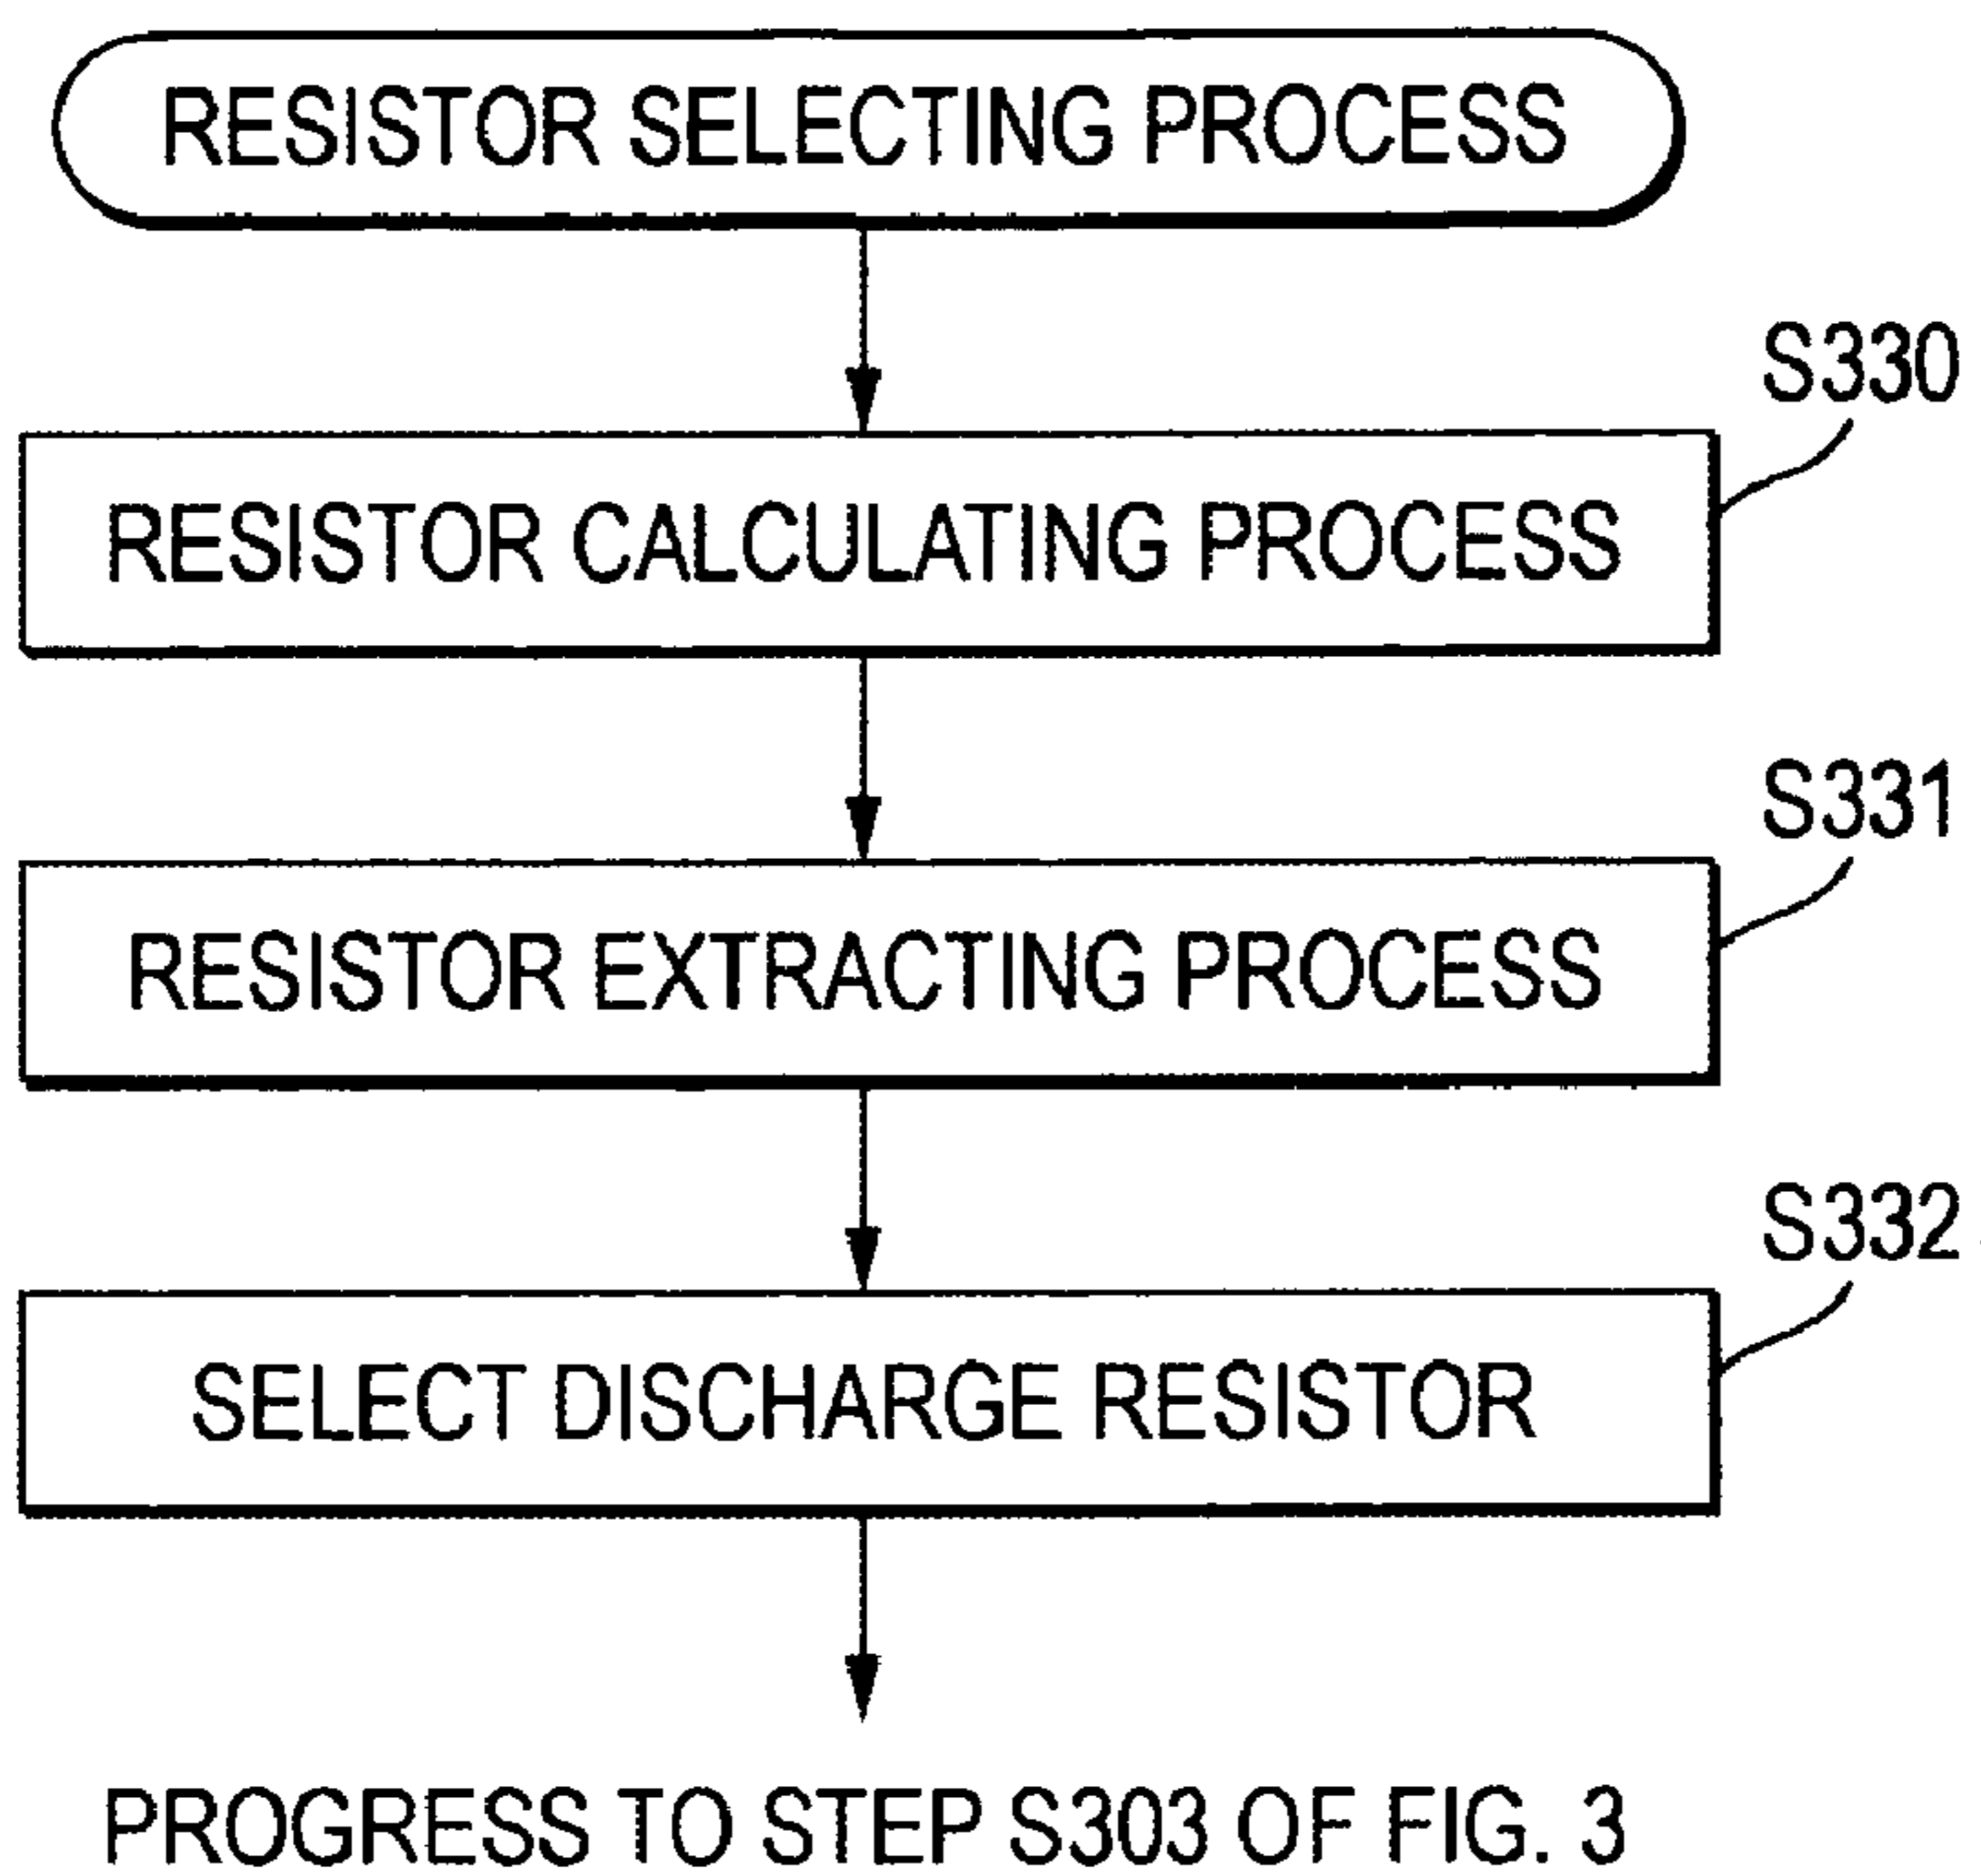 RESISTOR SELECTING PROCESS
S330
RESISTOR CALCULATING PROCESS
S331
RESISTOR EXTRACTING PROCESS
S332
SELECT DISCHARGE RESISTOR
PROGRESS TO STEP S303 OF FIG. 3